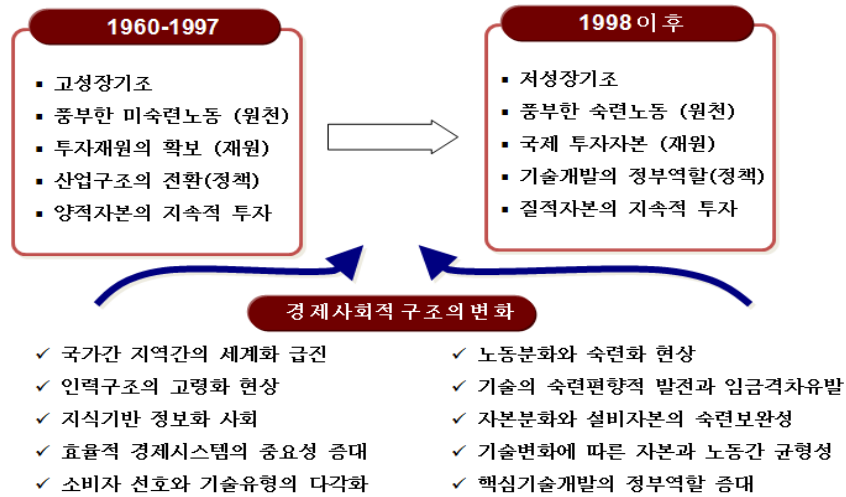 1960-1997
▪ 고성장기조
▪ 풍부한 미숙련노동 (원천)
▪ 투자재원의 확보 (재원)
▪ 산업구조의 전환(정책)
▪ 양적자본의 지속적 투자
1998이후
▪ 저성장기조
▪ 풍부한 숙련노동 (원천)
▪ 국제 투자자본 (재원)
▪ 기술개발의 정부역할(정책)
▪ 질적자본의 지속적 투자
경제사회적 구조의 변화
✓ 국가간 지역간의 세계화 급진
✓ 인력구조의 고령화 현상
✓ 지식기반 정보화 사회
✓ 효율적 경제시스템의 중요성 증대
✓ 소비자 선호와 기술유형의 다각화
✓ 노동분화와 숙련화 현상
✓ 기술의 숙련편향적 발전과 임금격차유발
✓ 자본분화와 설비자본의 숙련보완성
✓ 기술변화에 따른 자본과 노동간 균형성
✓ 핵심기술개발의 정부역할 증대